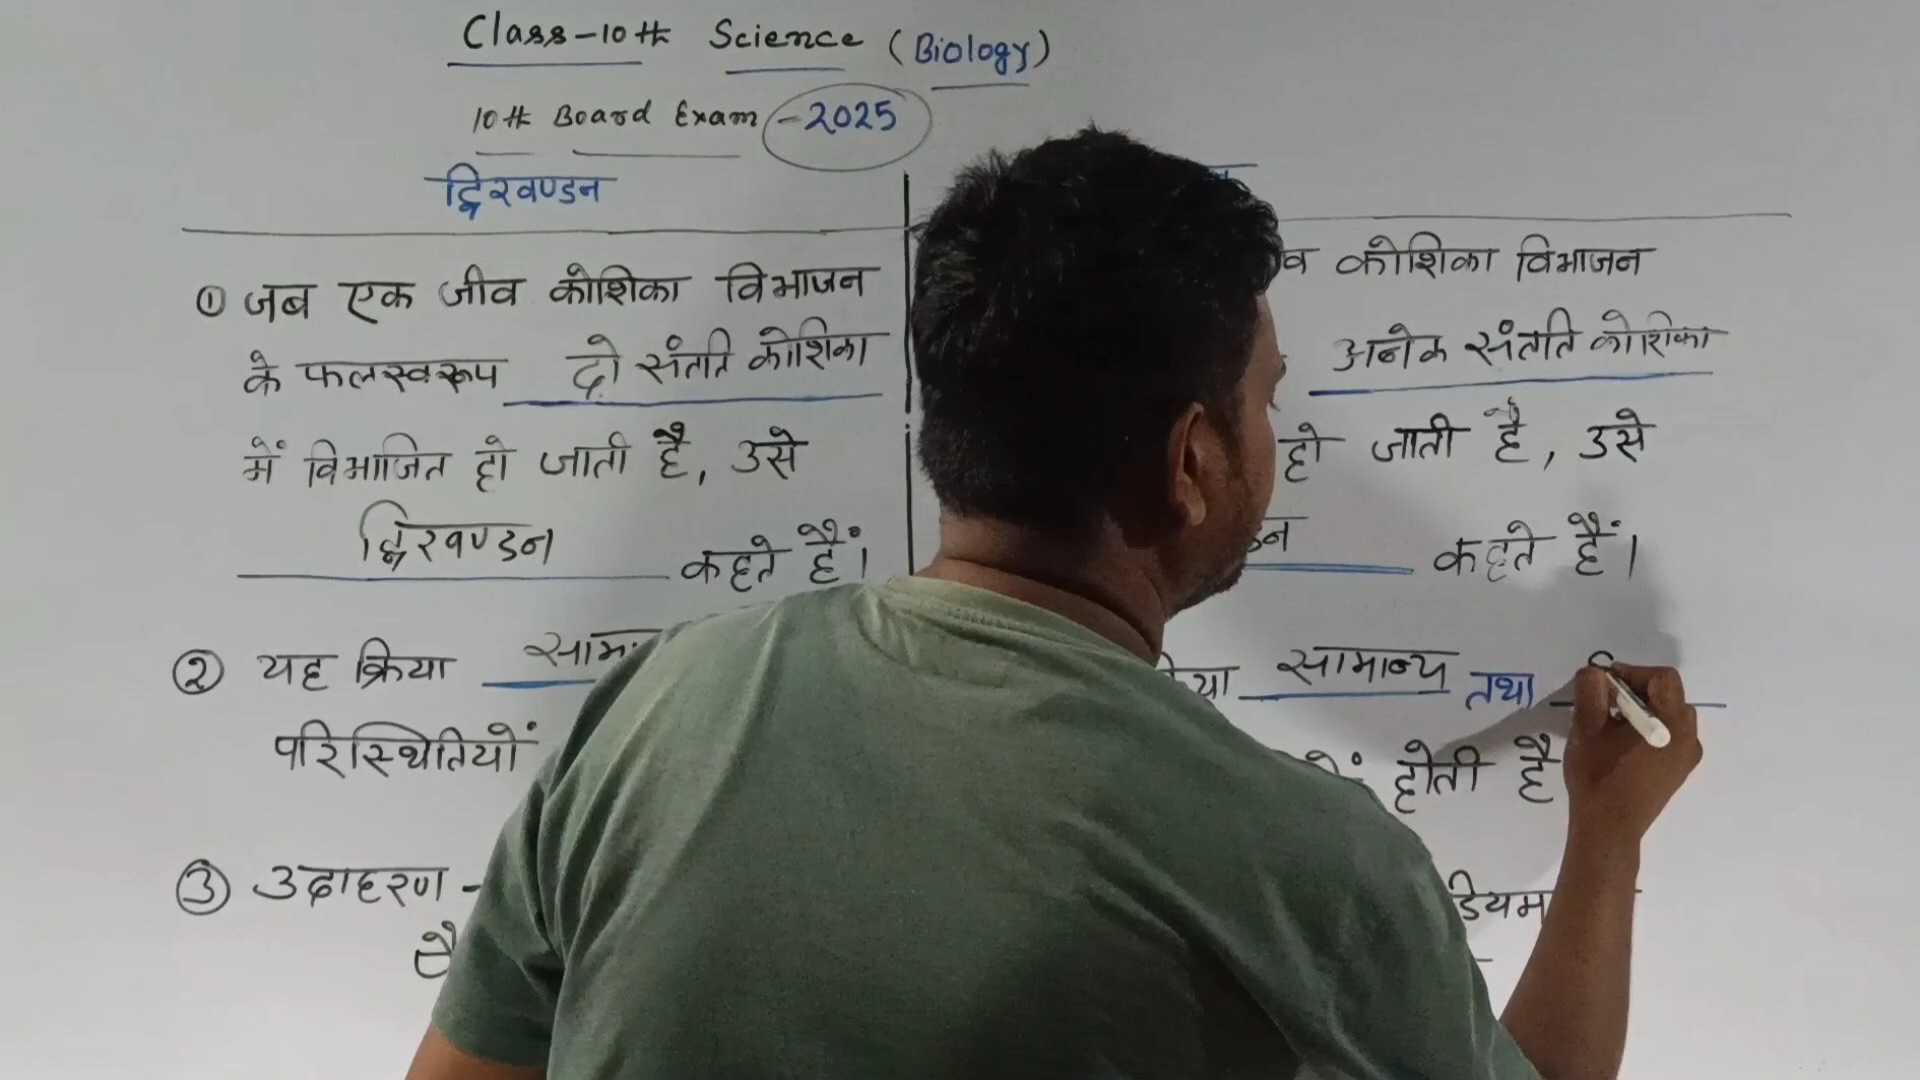 Class-10th Science (Biology)
10th Board Exam -2025
द्विखण्डन
① जब एक जीव कोशिका विभाजन
के फलस्वरूप दो संतति कोशिका
में विभाजित हो जाती है, उसे
द्विखण्डन कहते हैं।
② यह क्रिया
परिस्थितियों
③ उदाहरण -
कोशिका विभाजन
अनेक संतति कोशिका
हो जाती है, उसे
कहते हैं।
सामान्य तथा
होती है